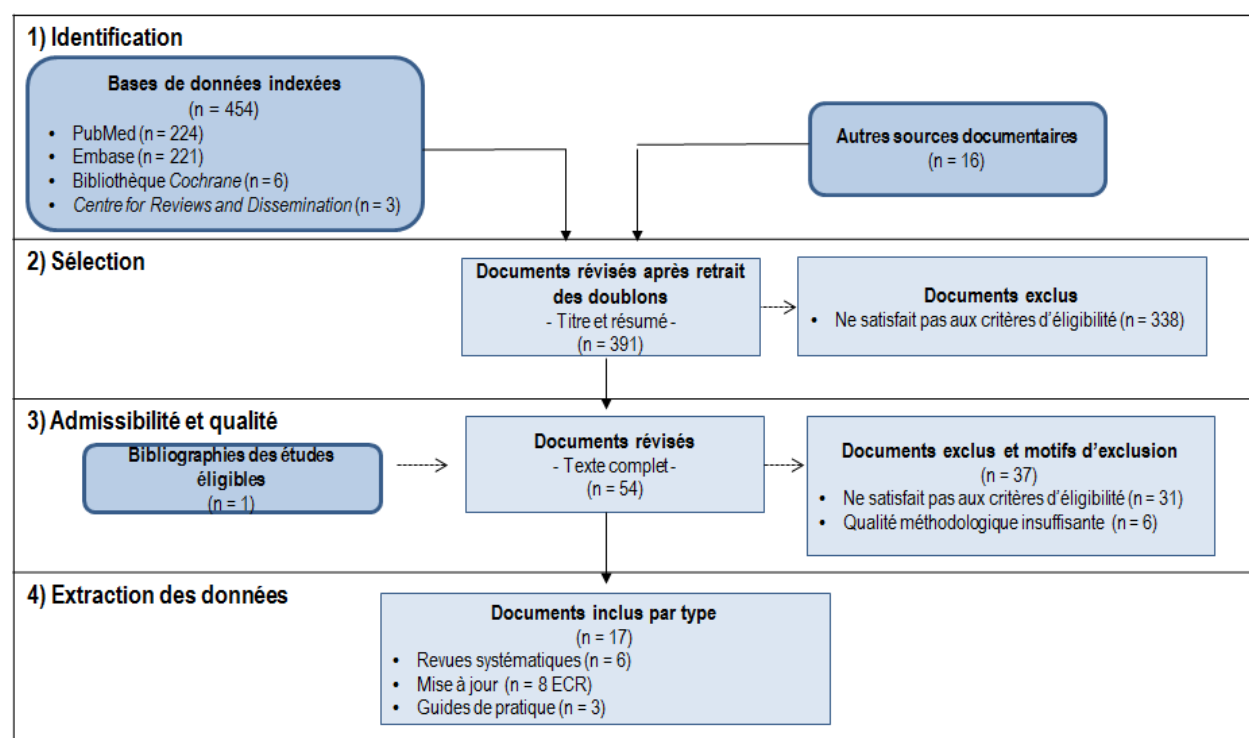 1) Identification
Bases de données indexées
(n = 454)
• PubMed (n = 224)
• Embase (n = 221)
• Bibliothèque Cochrane (n = 6)
• Centre for Reviews and Dissemination (n = 3)
Autres sources documentaires
(n = 16)
2) Sélection
Documents révisés après retrait
des doublons
- Titre et résumé -
(n = 391)
Documents exclus
• Ne satisfait pas aux critères d’éligibilité (n = 338)
3) Admissibilité et qualité
Bibliographies des études
éligibles
(n = 1)
Documents révisés
- Texte complet -
(n = 54)
Documents exclus et motifs d’exclusion
(n = 37)
• Ne satisfait pas aux critères d’éligibilité (n = 31)
• Qualité méthodologique insuffisante (n = 6)
4) Extraction des données
Documents inclus par type
(n = 17)
• Revues systématiques (n = 6)
• Mise à jour (n = 8 ECR)
• Guides de pratique (n = 3)